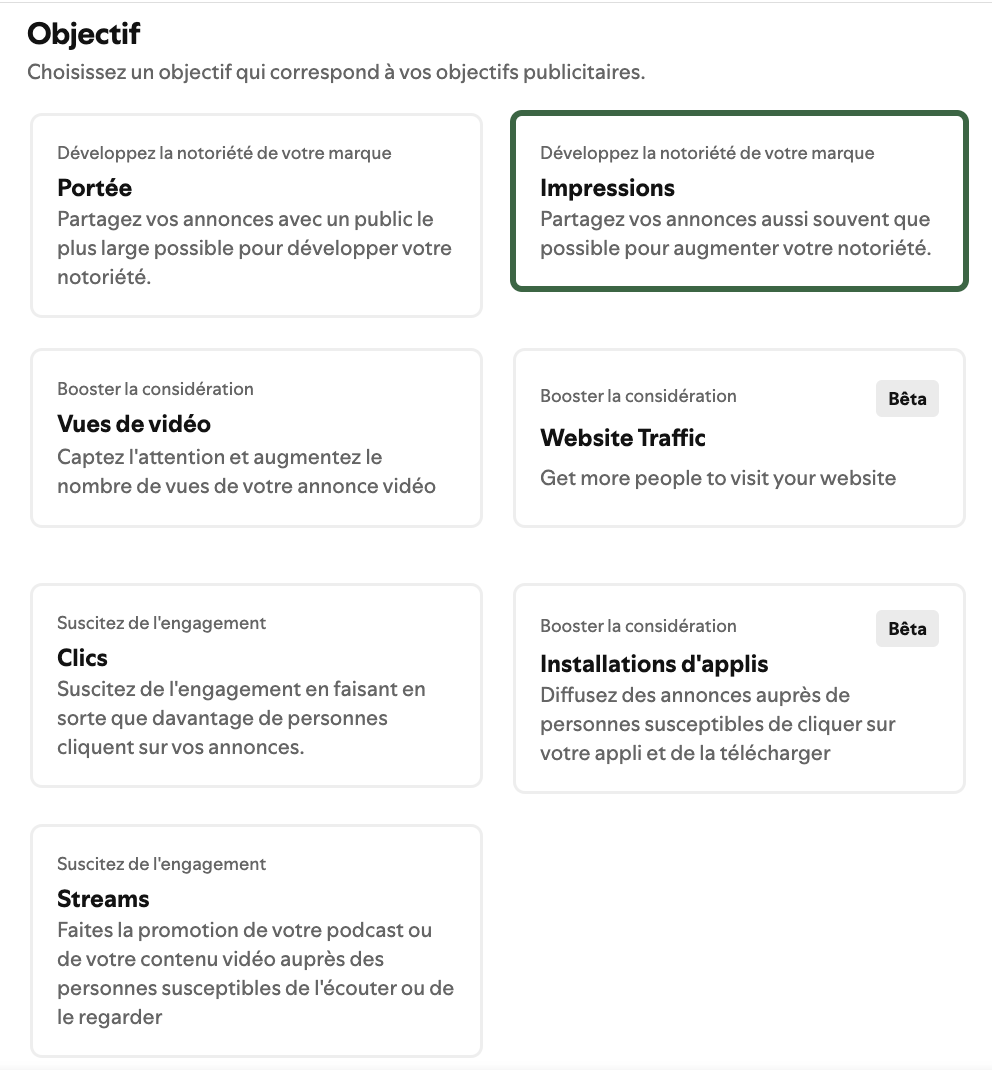 Objectif
Choisissez un objectif qui correspond à vos objectifs publicitaires.
Développez la notoriété de votre marque
Portée
Partagez vos annonces avec un public le
plus large possible pour développer votre
notoriété.
Développez la notoriété de votre marque
Impressions
Partagez vos annonces aussi souvent que
possible pour augmenter votre notoriété.
Booster la considération
Vues de vidéo
Captez l'attention et augmentez le
nombre de vues de votre annonce vidéo
Booster la considération
Bêta
Website Traffic
Get more people to visit your website
Suscitez de l'engagement
Clics
Suscitez de l'engagement en faisant en
sorte que davantage de personnes
cliquent sur vos annonces.
Booster la considération
Bêta
Installations d'applis
Diffusez des annonces auprès de
personnes susceptibles de cliquer sur
votre appli et de la télécharger
Suscitez de l'engagement
Streams
Faites la promotion de votre podcast ou
de votre contenu vidéo auprès des
personnes susceptibles de l'écouter ou de
le regarder